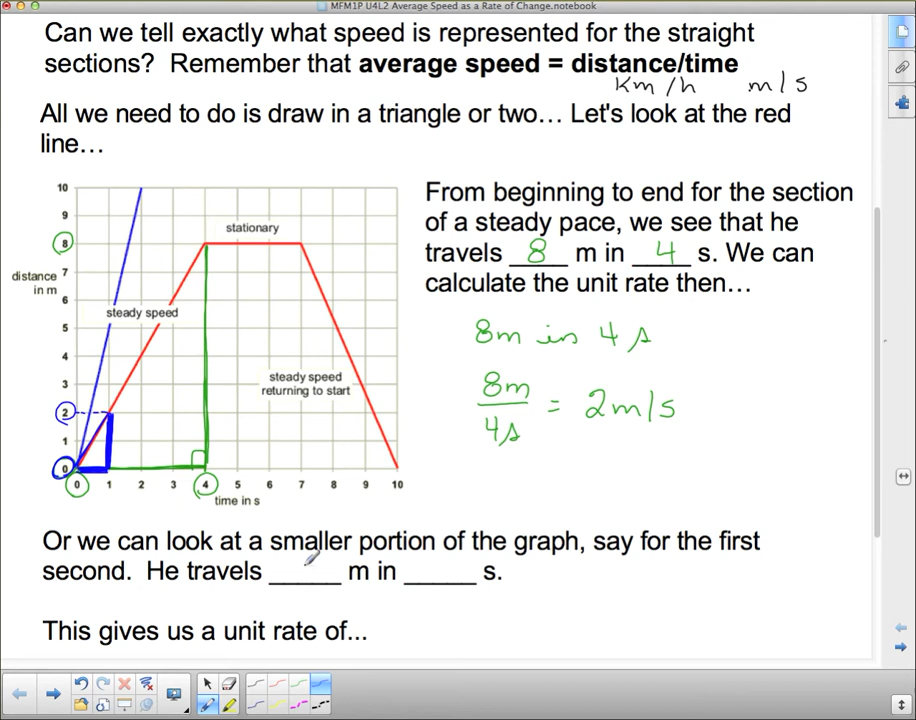 MFM1P U4L2 Average Speed as a Rate of Change.notebook
Can we tell exactly what speed is represented for the straight
sections? Remember that average speed = distance/time
km/h m/s
All we need to do is draw in a triangle or two... Let's look at the red
line...
10
9
8
7
6
5
4
3
2
1
0
distance
in m
stationary
steady speed
steady speed
returning to start
0 1 2 3 4 5 6 7 8 9 10
time in s
From beginning to end for the section
of a steady pace, we see that he
travels 8 m in 4 s. We can
calculate the unit rate then...
8m in 4 s
8m
4s
= 2m/s
Or we can look at a smaller portion of the graph, say for the first
second. He travels ______ m in ______ s.
This gives us a unit rate of...